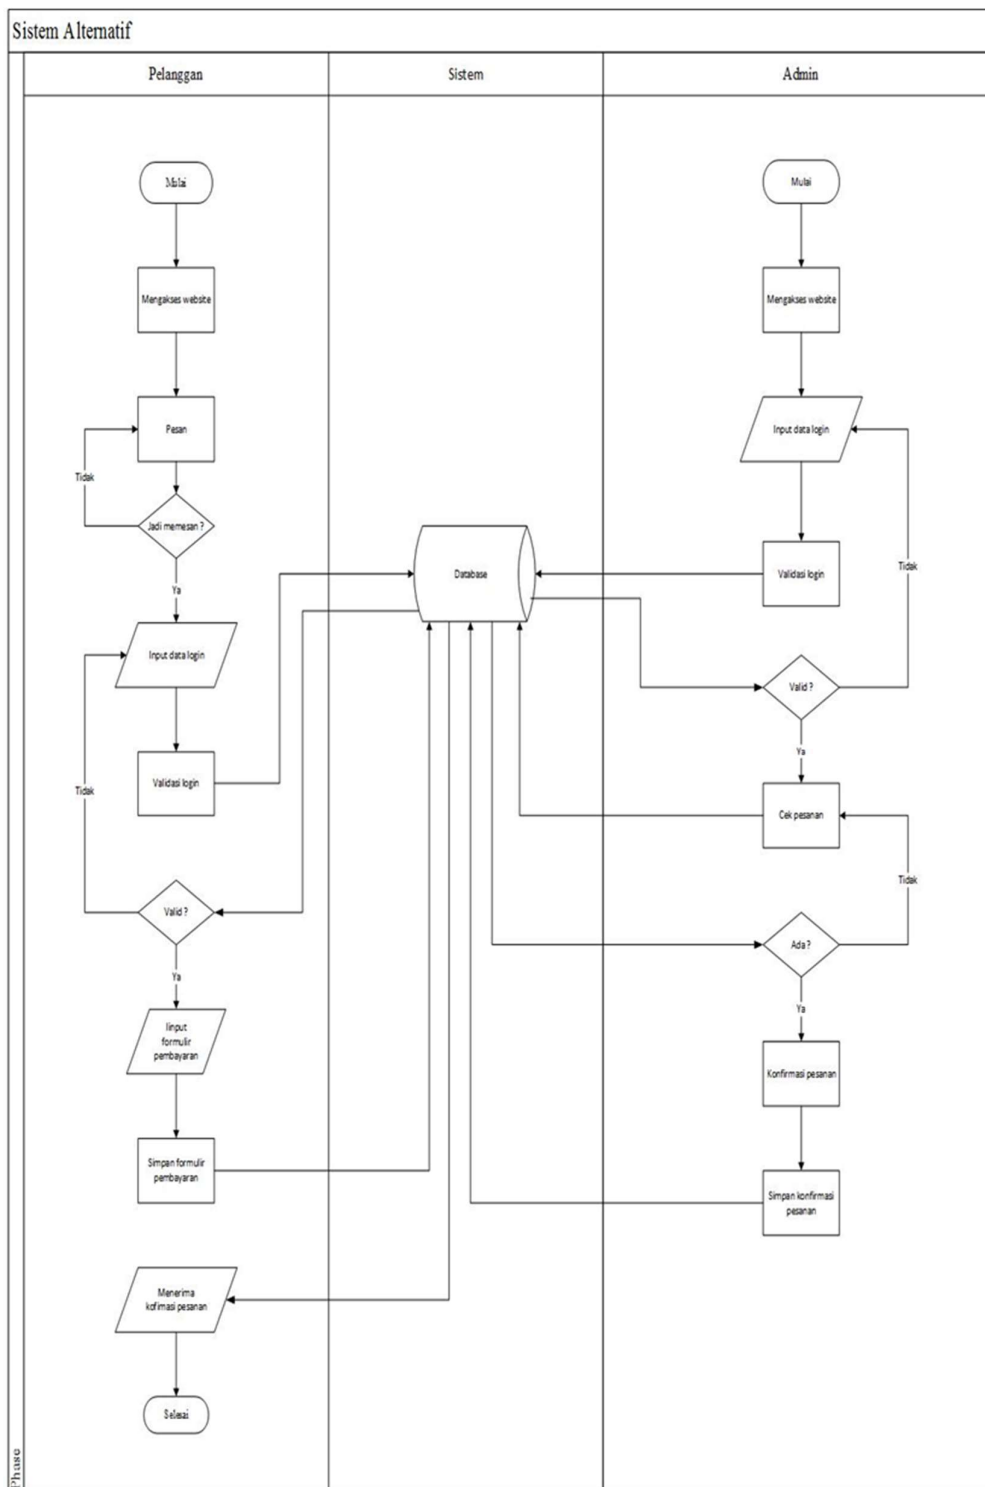 Sistem Alternatif
Pelanggan
Sistem
Admin
Mulai
Mengakses website
Pesan
Tidak
Jadi memesan ?
Ya
Input data login
Validasi login
Tidak
Valid ?
Ya
Iinput
formulir
pembayaran
Simpan formulir
pembayaran
Menerima
kofimasi pesanan
Selesai
Database
Mulai
Mengakses website
Input data login
Validasi login
Tidak
Valid ?
Ya
Cek pesanan
Tidak
Ada ?
Ya
Konfirmasi pesanan
Simpan konfirmasi
pesanan
Phase